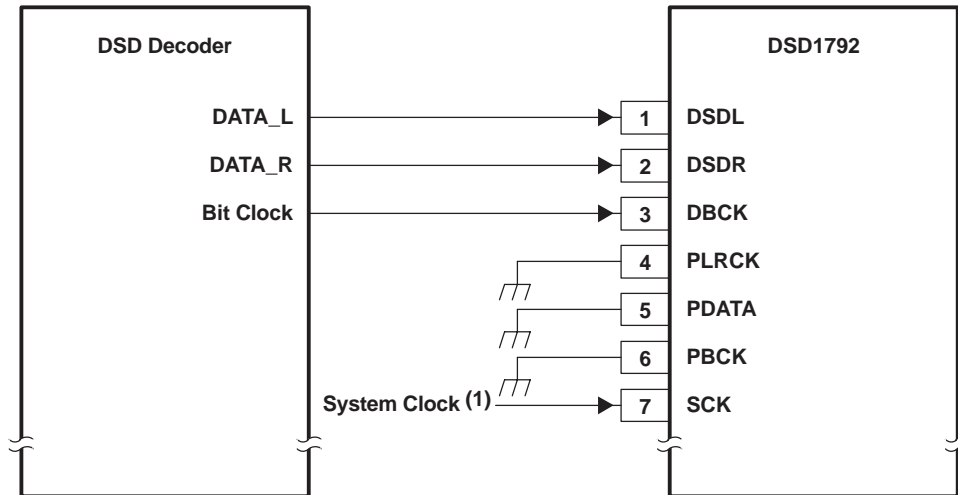 DSD Decoder
DSD1792
DATA_L
1 DSDL
DATA_R
2 DSDR
Bit Clock
3 DBCK
4 PLRCK
5 PDATA
6 PBCK
System Clock (1)
7 SCK